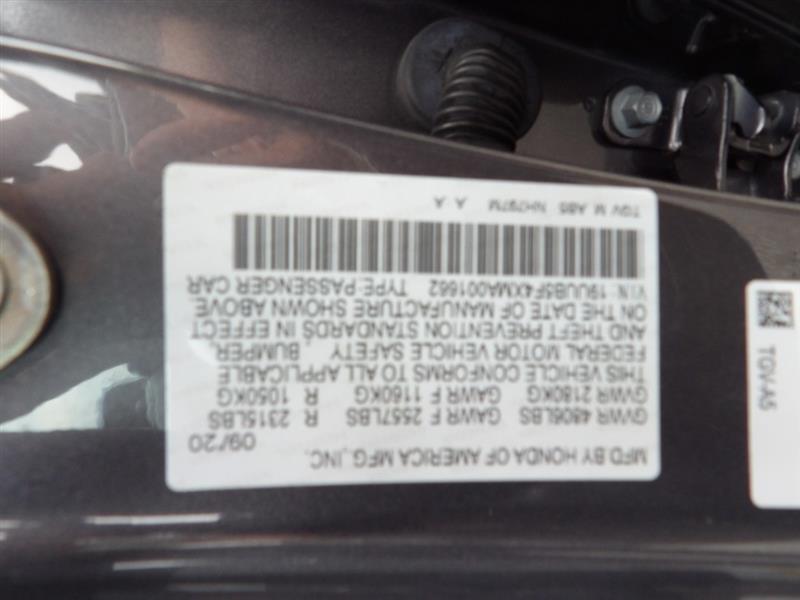 MFD.BY HONDA OF AMERICA MFG.,INC.
09/20
GVWR 4806LBS GAWR F 2557LBS R 2315LBS
GVWR 2180KG GAWR F 1160KG R 1050KG
THIS VEHICLE CONFORMS TO ALL APPLICABLE
FEDERAL MOTOR VEHICLE SAFETY , BUMPER,
AND THEFT PREVENTION STANDARDS IN EFFECT
ON THE DATE OF MANUFACTURE SHOWN ABOVE.
VIN: 19UUB5F4XMA001662 TYPE:PASSENGER CAR
TGV M A85 NH797M A A
TGV-A5